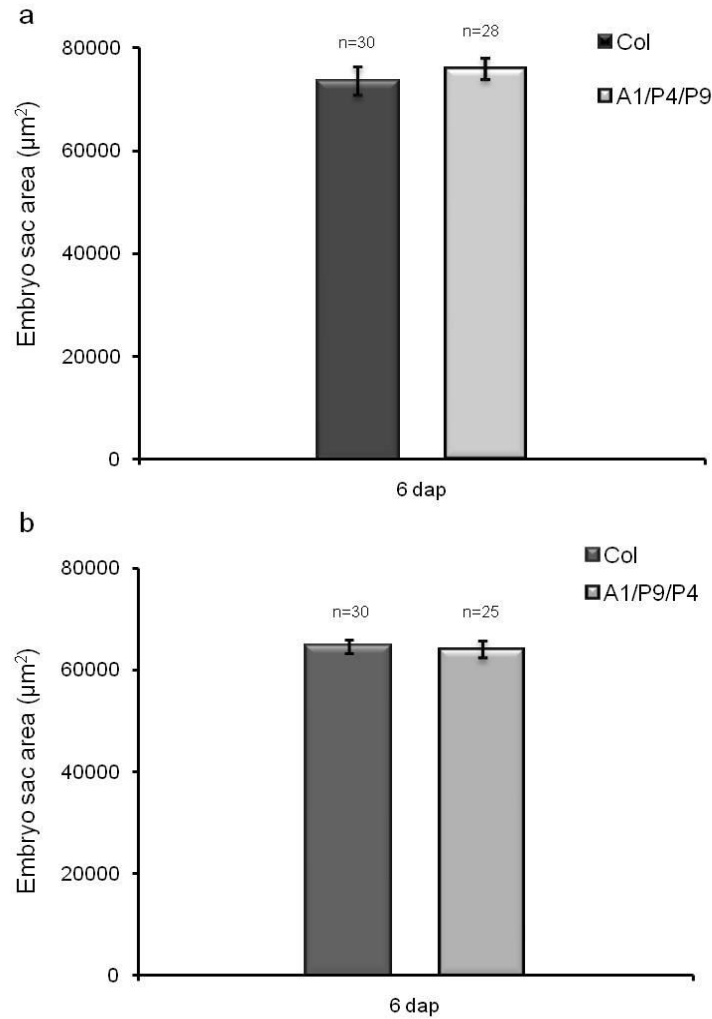 a
Embryo sac area (µm²)
80000
60000
40000
20000
0
n=30
n=28
Col
A1/P4/P9
6 dap
b
Embryo sac area (µm²)
80000
60000
40000
20000
0
n=30
n=25
Col
A1/P9/P4
6 dap